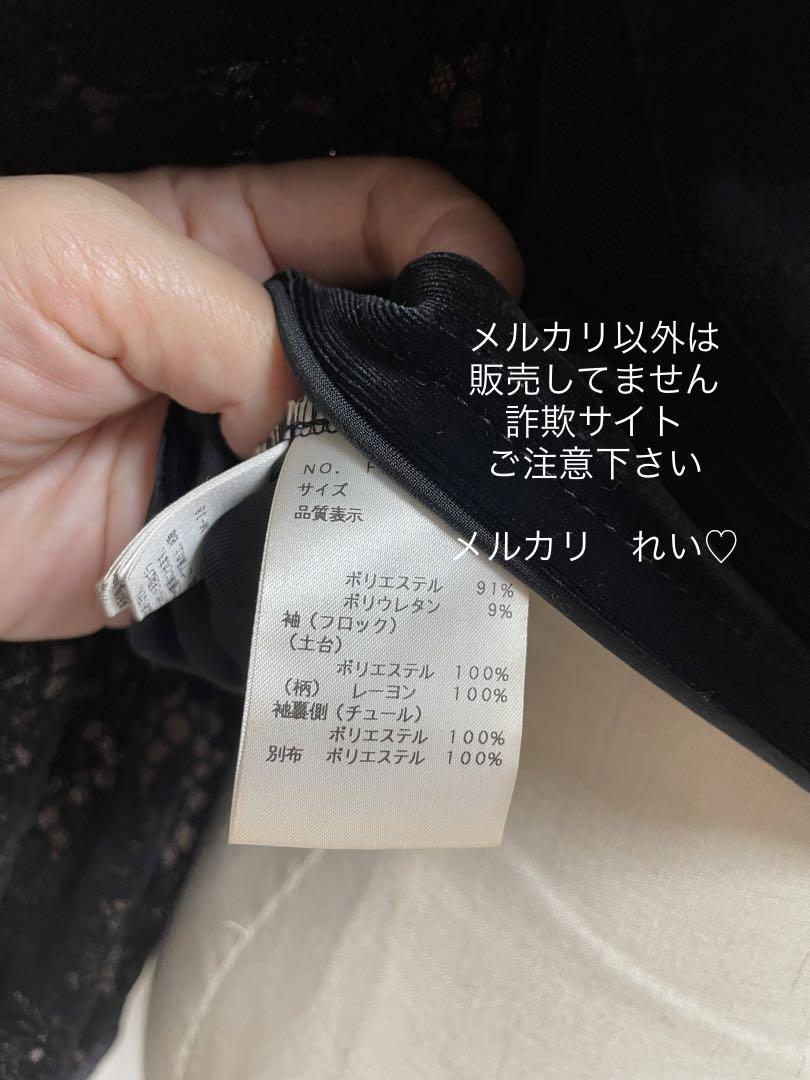 メルカリ以外は
販売してません
詐欺サイト
ご注意下さい
メルカリ れい♡
NO.
サイズ
品質表示
ポリエステル 91%
ポリウレタン 9%
袖(フロック)
(土台)
ポリエステル 100%
(柄) レーヨン 100%
袖裏側(チュール)
ポリエステル 100%
別布 ポリエステル 100%